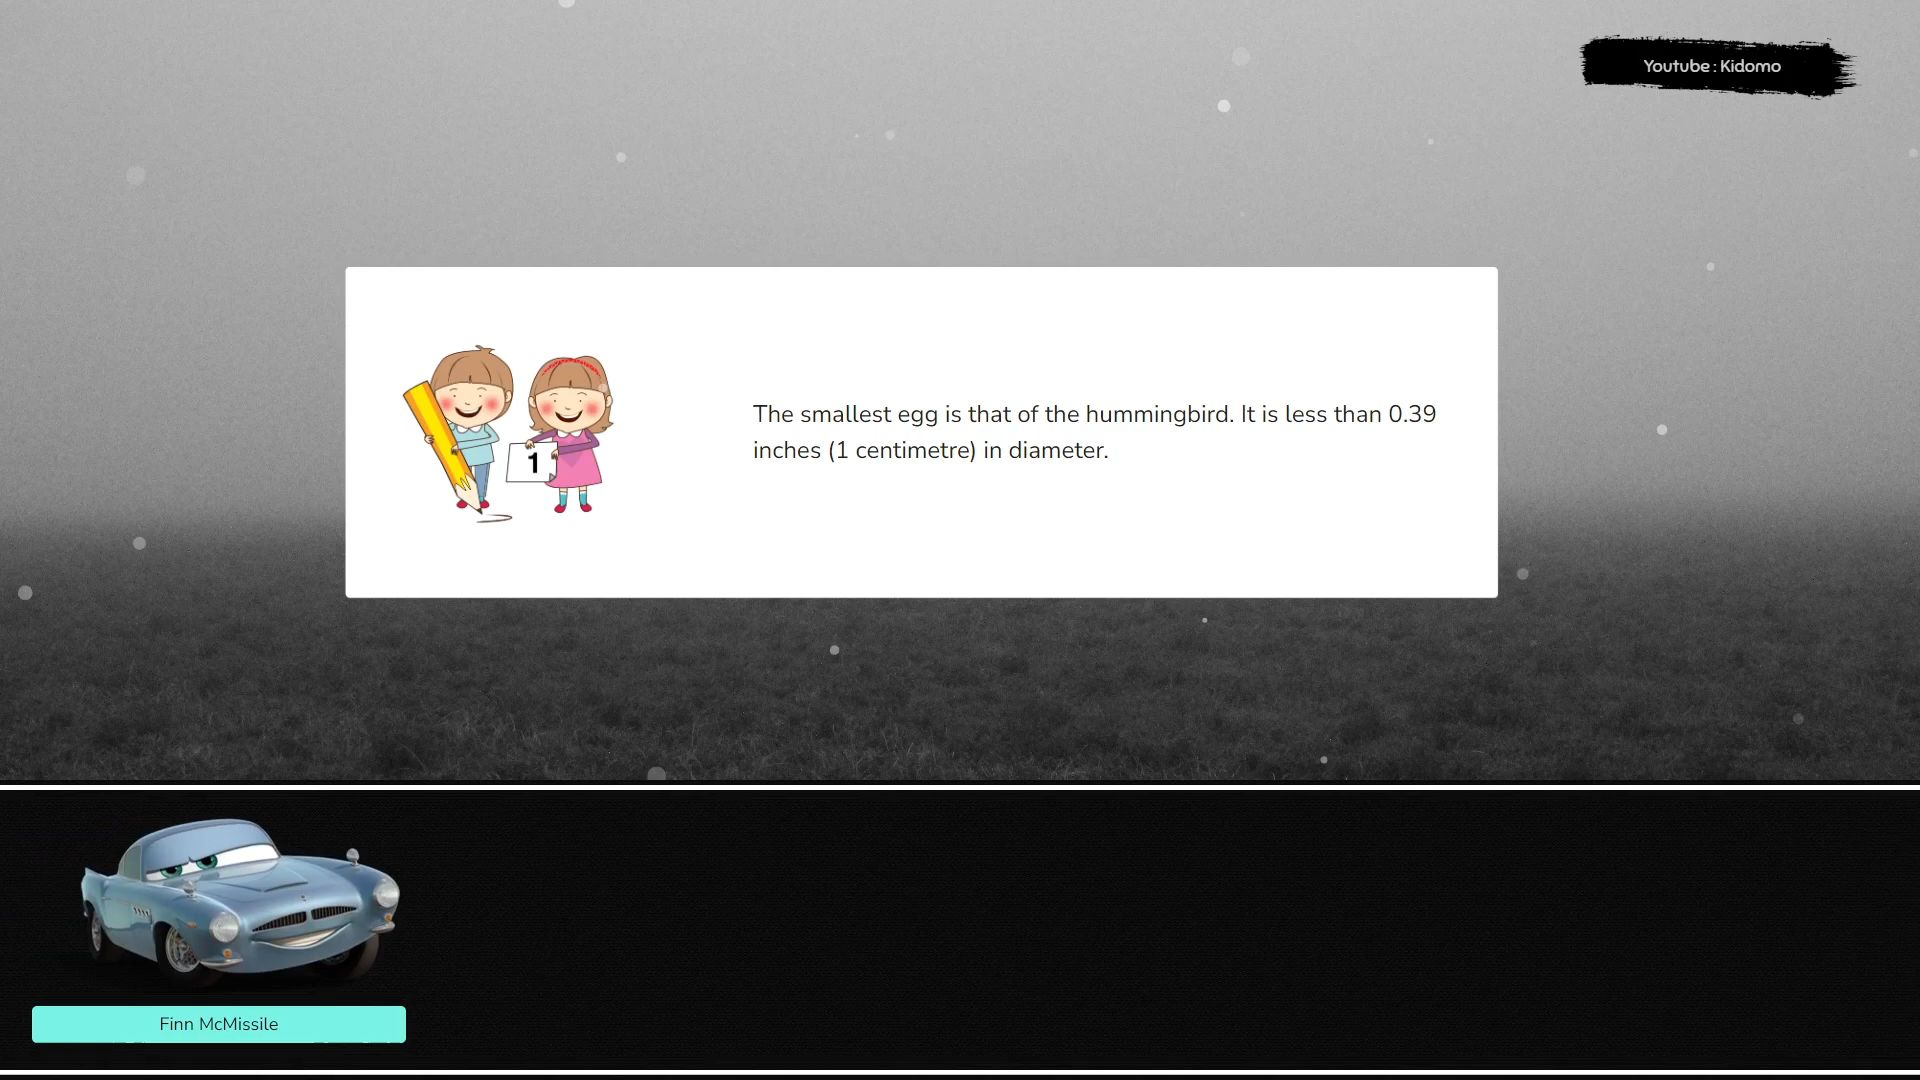 Youtube : Kidomo
The smallest egg is that of the hummingbird. It is less than 0.39
inches (1 centimetre) in diameter.
1
Finn McMissile